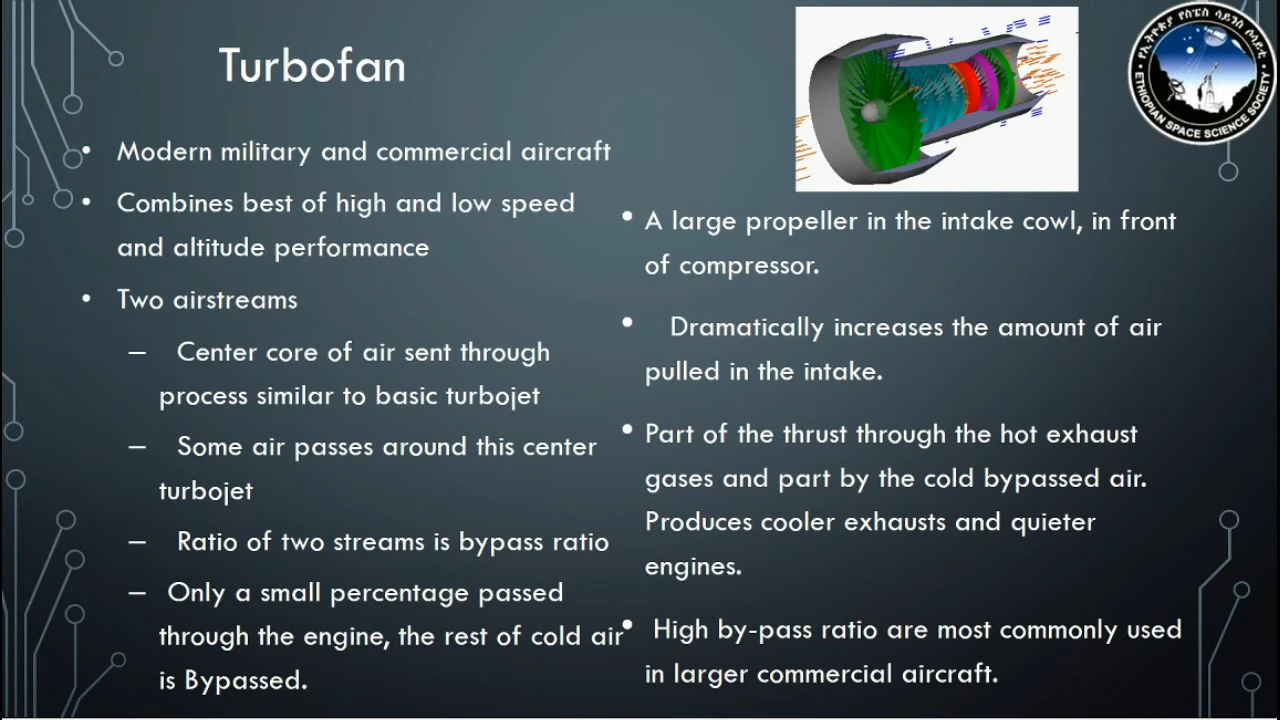 Turbofan
• Modern military and commercial aircraft
• Combines best of high and low speed
and altitude performance
• Two airstreams
– Center core of air sent through
process similar to basic turbojet
– Some air passes around this center
turbojet
– Ratio of two streams is bypass ratio
– Only a small percentage passed
through the engine, the rest of cold air
is Bypassed.
• A large propeller in the intake cowl, in front
of compressor.
• Dramatically increases the amount of air
pulled in the intake.
• Part of the thrust through the hot exhaust
gases and part by the cold bypassed air.
Produces cooler exhausts and quieter
engines.
• High by-pass ratio are most commonly used
in larger commercial aircraft.
የኢትዮጵያ የስፔስ ሳይንስ ሶሳይቲ
ETHIOPIAN SPACE SCIENCE SOCIETY